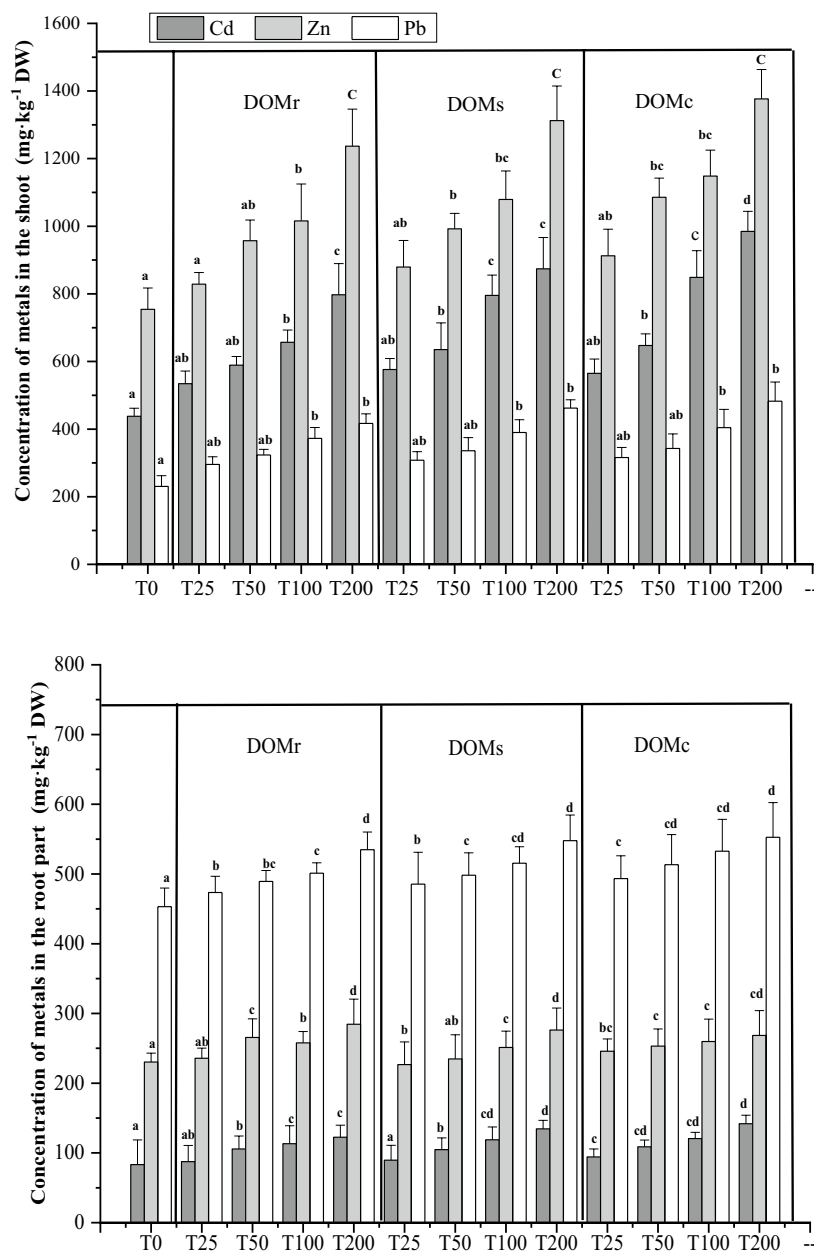 Cd Zn Pb
Concentration of metals in the shoot (mg·kg-1 DW)
1600
1400
1200
1000
800
600
400
200
0
DOMr DOMs DOMc
a a a
ab a ab
ab ab ab
b b b
c C b
ab ab ab
b b ab
c bc b
c C b
ab ab ab
b bc ab
C bc b
d C b
T0 T25 T50 T100 T200 T25 T50 T100 T200 T25 T50 T100 T200 --
Concentration of metals in the root part (mg·kg-1 DW)
800
700
600
500
400
300
200
100
0
DOMr DOMs DOMc
a a a
ab ab b
b c bc
c b c
c d d
a b b
b ab c
cd c cd
d d d
c bc c
cd c cd
cd c cd
d cd d
T0 T25 T50 T100 T200 T25 T50 T100 T200 T25 T50 T100 T200 --